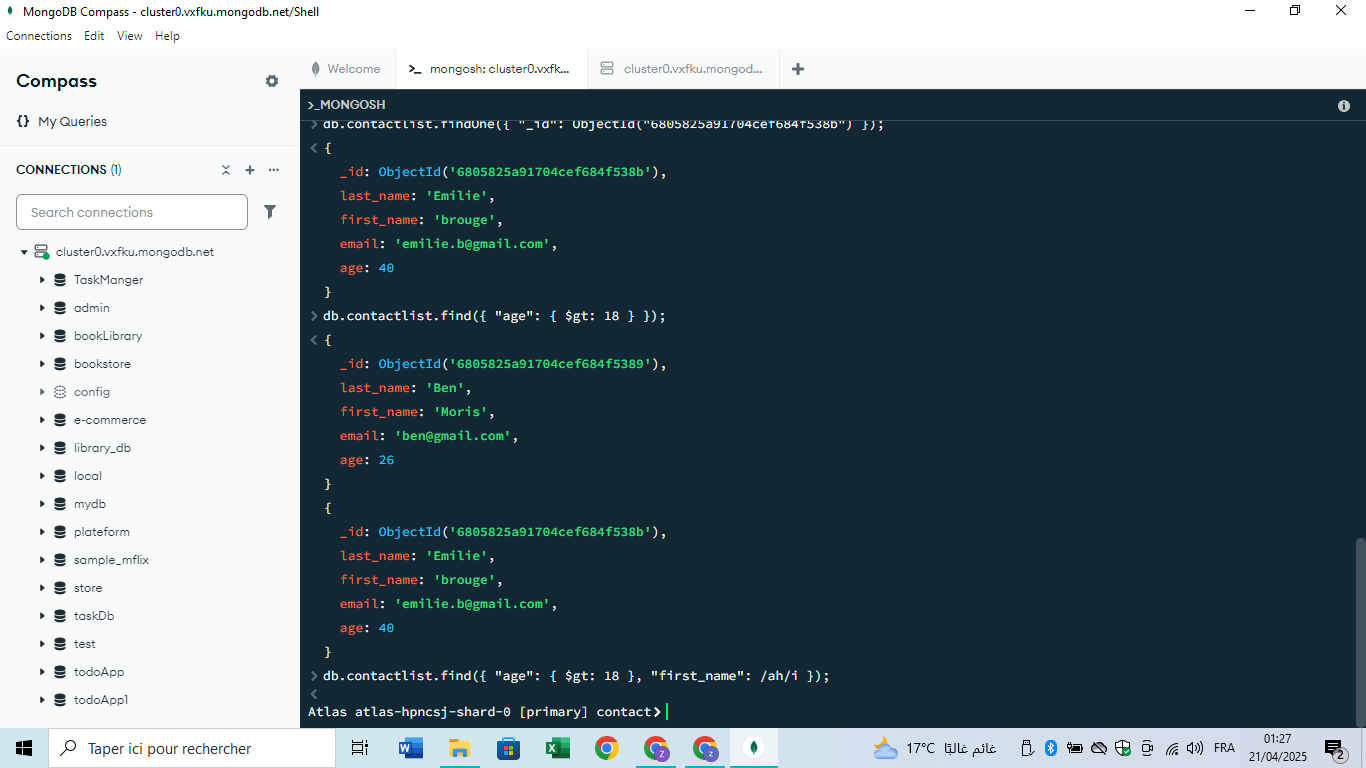 MongoDB Compass - cluster0.vxfku.mongodb.net/Shell
Connections Edit View Help
Compass
My Queries
CONNECTIONS (1)
Search connections
cluster0.vxfku.mongodb.net
TaskManger
admin
bookLibrary
bookstore
config
e-commerce
library_db
local
mydb
plateform
sample_mflix
store
taskDb
test
todoApp
todoApp1
Welcome
mongosh: cluster0.vxfk...
cluster0.vxfku.mongod...
>_MONGOSH
> db.contactlist.findOne({ "_id": ObjectId("6805825a91704cef684f538b") });
< {
_id: ObjectId('6805825a91704cef684f538b'),
last_name: 'Emilie',
first_name: 'brouge',
email: 'emilie.b@gmail.com',
age: 40
}
> db.contactlist.find({ "age": { $gt: 18 } });
< {
_id: ObjectId('6805825a91704cef684f5389'),
last_name: 'Ben',
first_name: 'Moris',
email: 'ben@gmail.com',
age: 26
}
{
_id: ObjectId('6805825a91704cef684f538b'),
last_name: 'Emilie',
first_name: 'brouge',
email: 'emilie.b@gmail.com',
age: 40
}
> db.contactlist.find({ "age": { $gt: 18 }, "first_name": /ah/i });
<
Atlas atlas-hpncsj-shard-0 [primary] contact>
Taper ici pour rechercher
17°C غائم غالبًا
FRA
01:27
21/04/2025
2